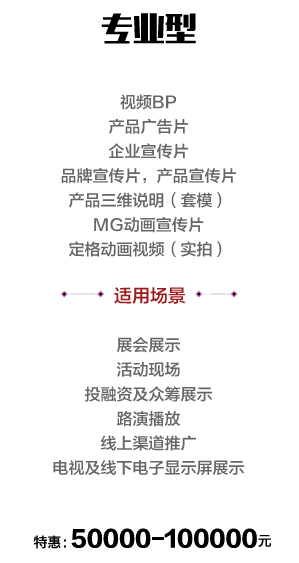 专业型
视频BP
产品广告片
企业宣传片
品牌宣传片，产品宣传片
产品三维说明（套模）
MG动画宣传片
定格动画视频（实拍）
适用场景
展会展示
活动现场
投融资及众筹展示
路演播放
线上渠道推广
电视及线下电子显示屏展示
特惠：50000-100000元